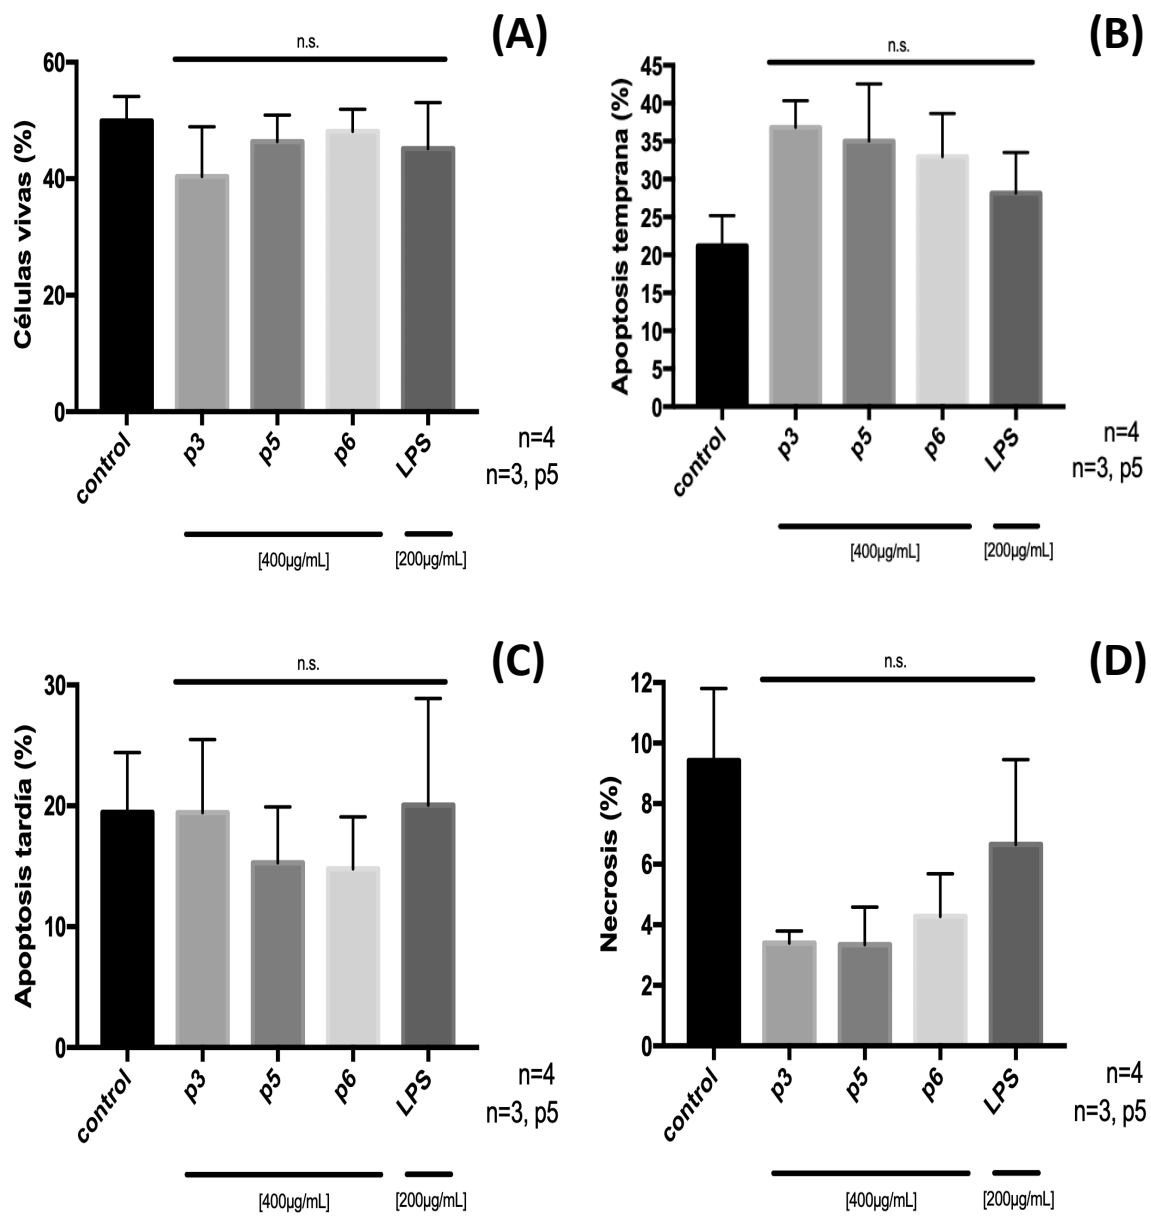 (A)
n.s.
Células vivas (%)
60
40
20
0
control
p3
p5
p6
LPS
n=4
n=3, p5
[400µg/mL]
[200µg/mL]
(B)
n.s.
Apoptosis temprana (%)
45
40
35
30
25
20
15
10
5
0
control
p3
p5
p6
LPS
n=4
n=3, p5
[400µg/mL]
[200µg/mL]
(C)
n.s.
Apoptosis tardía (%)
30
20
10
0
control
p3
p5
p6
LPS
n=4
n=3, p5
[400µg/mL]
[200µg/mL]
(D)
n.s.
Necrosis (%)
12
10
8
6
4
2
0
control
p3
p5
p6
LPS
n=4
n=3, p5
[400µg/mL]
[200µg/mL]